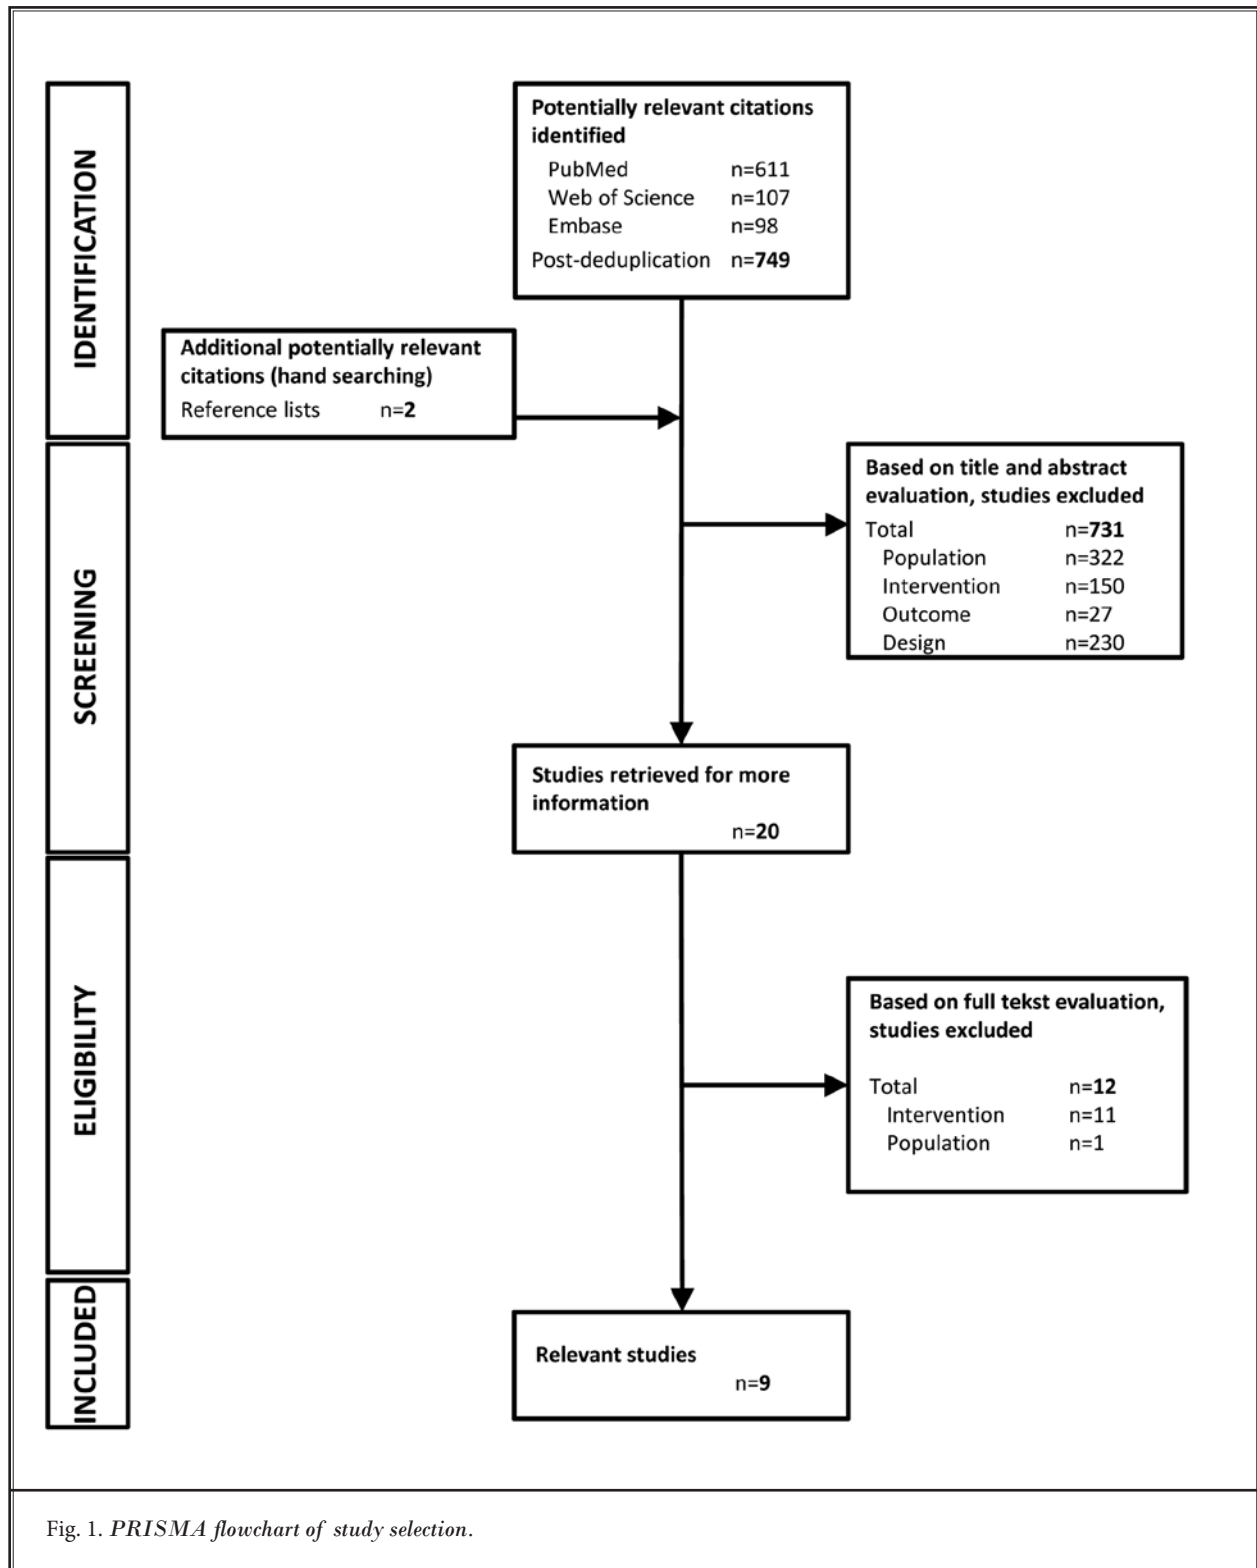 IDENTIFICATION
Potentially relevant citations
identified
PubMed n=611
Web of Science n=107
Embase n=98
Post-deduplication n=749
Additional potentially relevant
citations (hand searching)
Reference lists n=2
SCREENING
Based on title and abstract
evaluation, studies excluded
Total n=731
Population n=322
Intervention n=150
Outcome n=27
Design n=230
Studies retrieved for more
information
n=20
ELIGIBILITY
Based on full tekst evaluation,
studies excluded
Total n=12
Intervention n=11
Population n=1
INCLUDED
Relevant studies
n=9
Fig. 1. PRISMA flowchart of study selection.